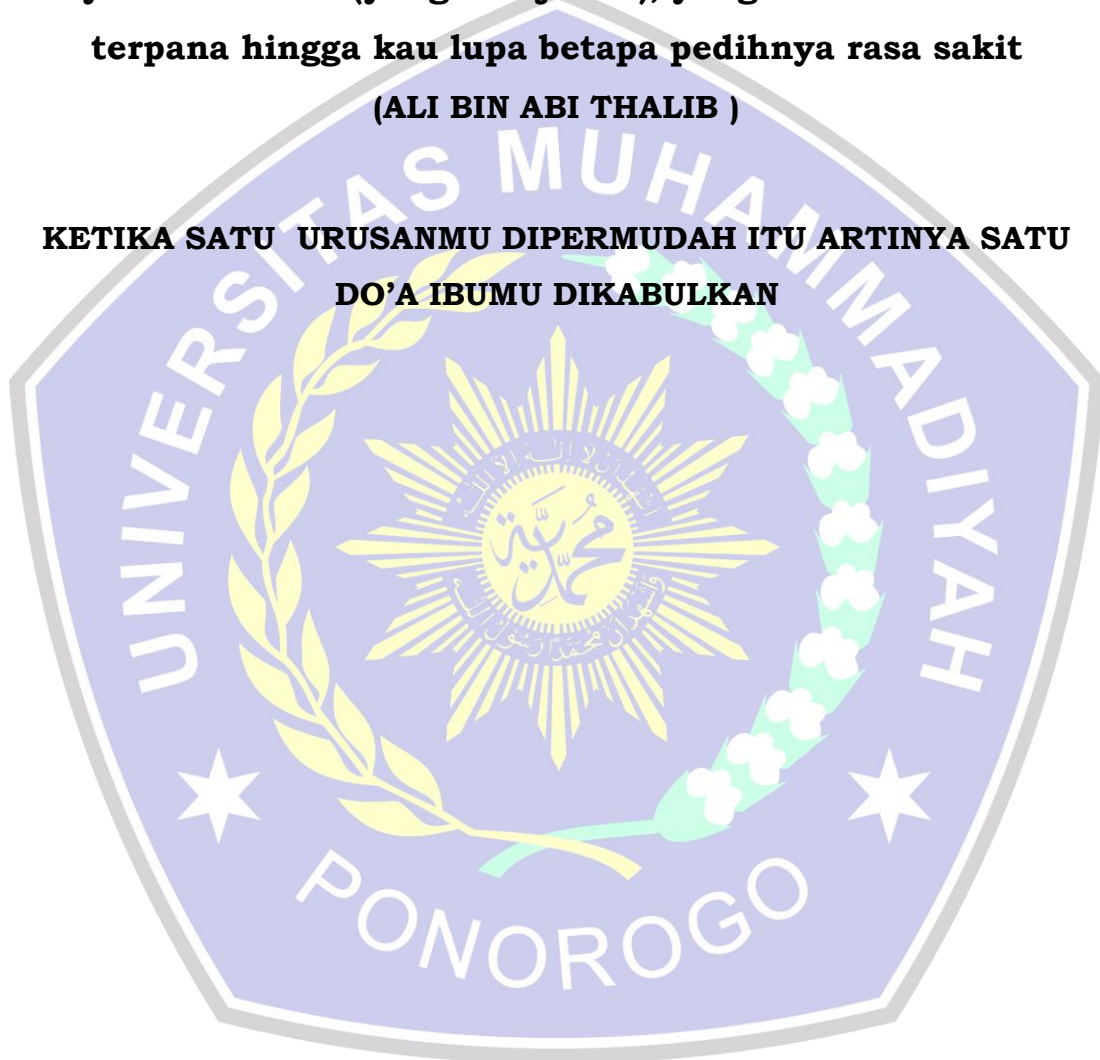 terpana hingga kau lupa betapa pedihnya rasa sakit
(ALI BIN ABI THALIB )
KETIKA SATU URUSANMU DIPERMUDAH ITU ARTINYA SATU
DO’A IBUMU DIKABULKAN
UNIVERSITAS MUHAMMADIYAH
محمدية
PONOROGO